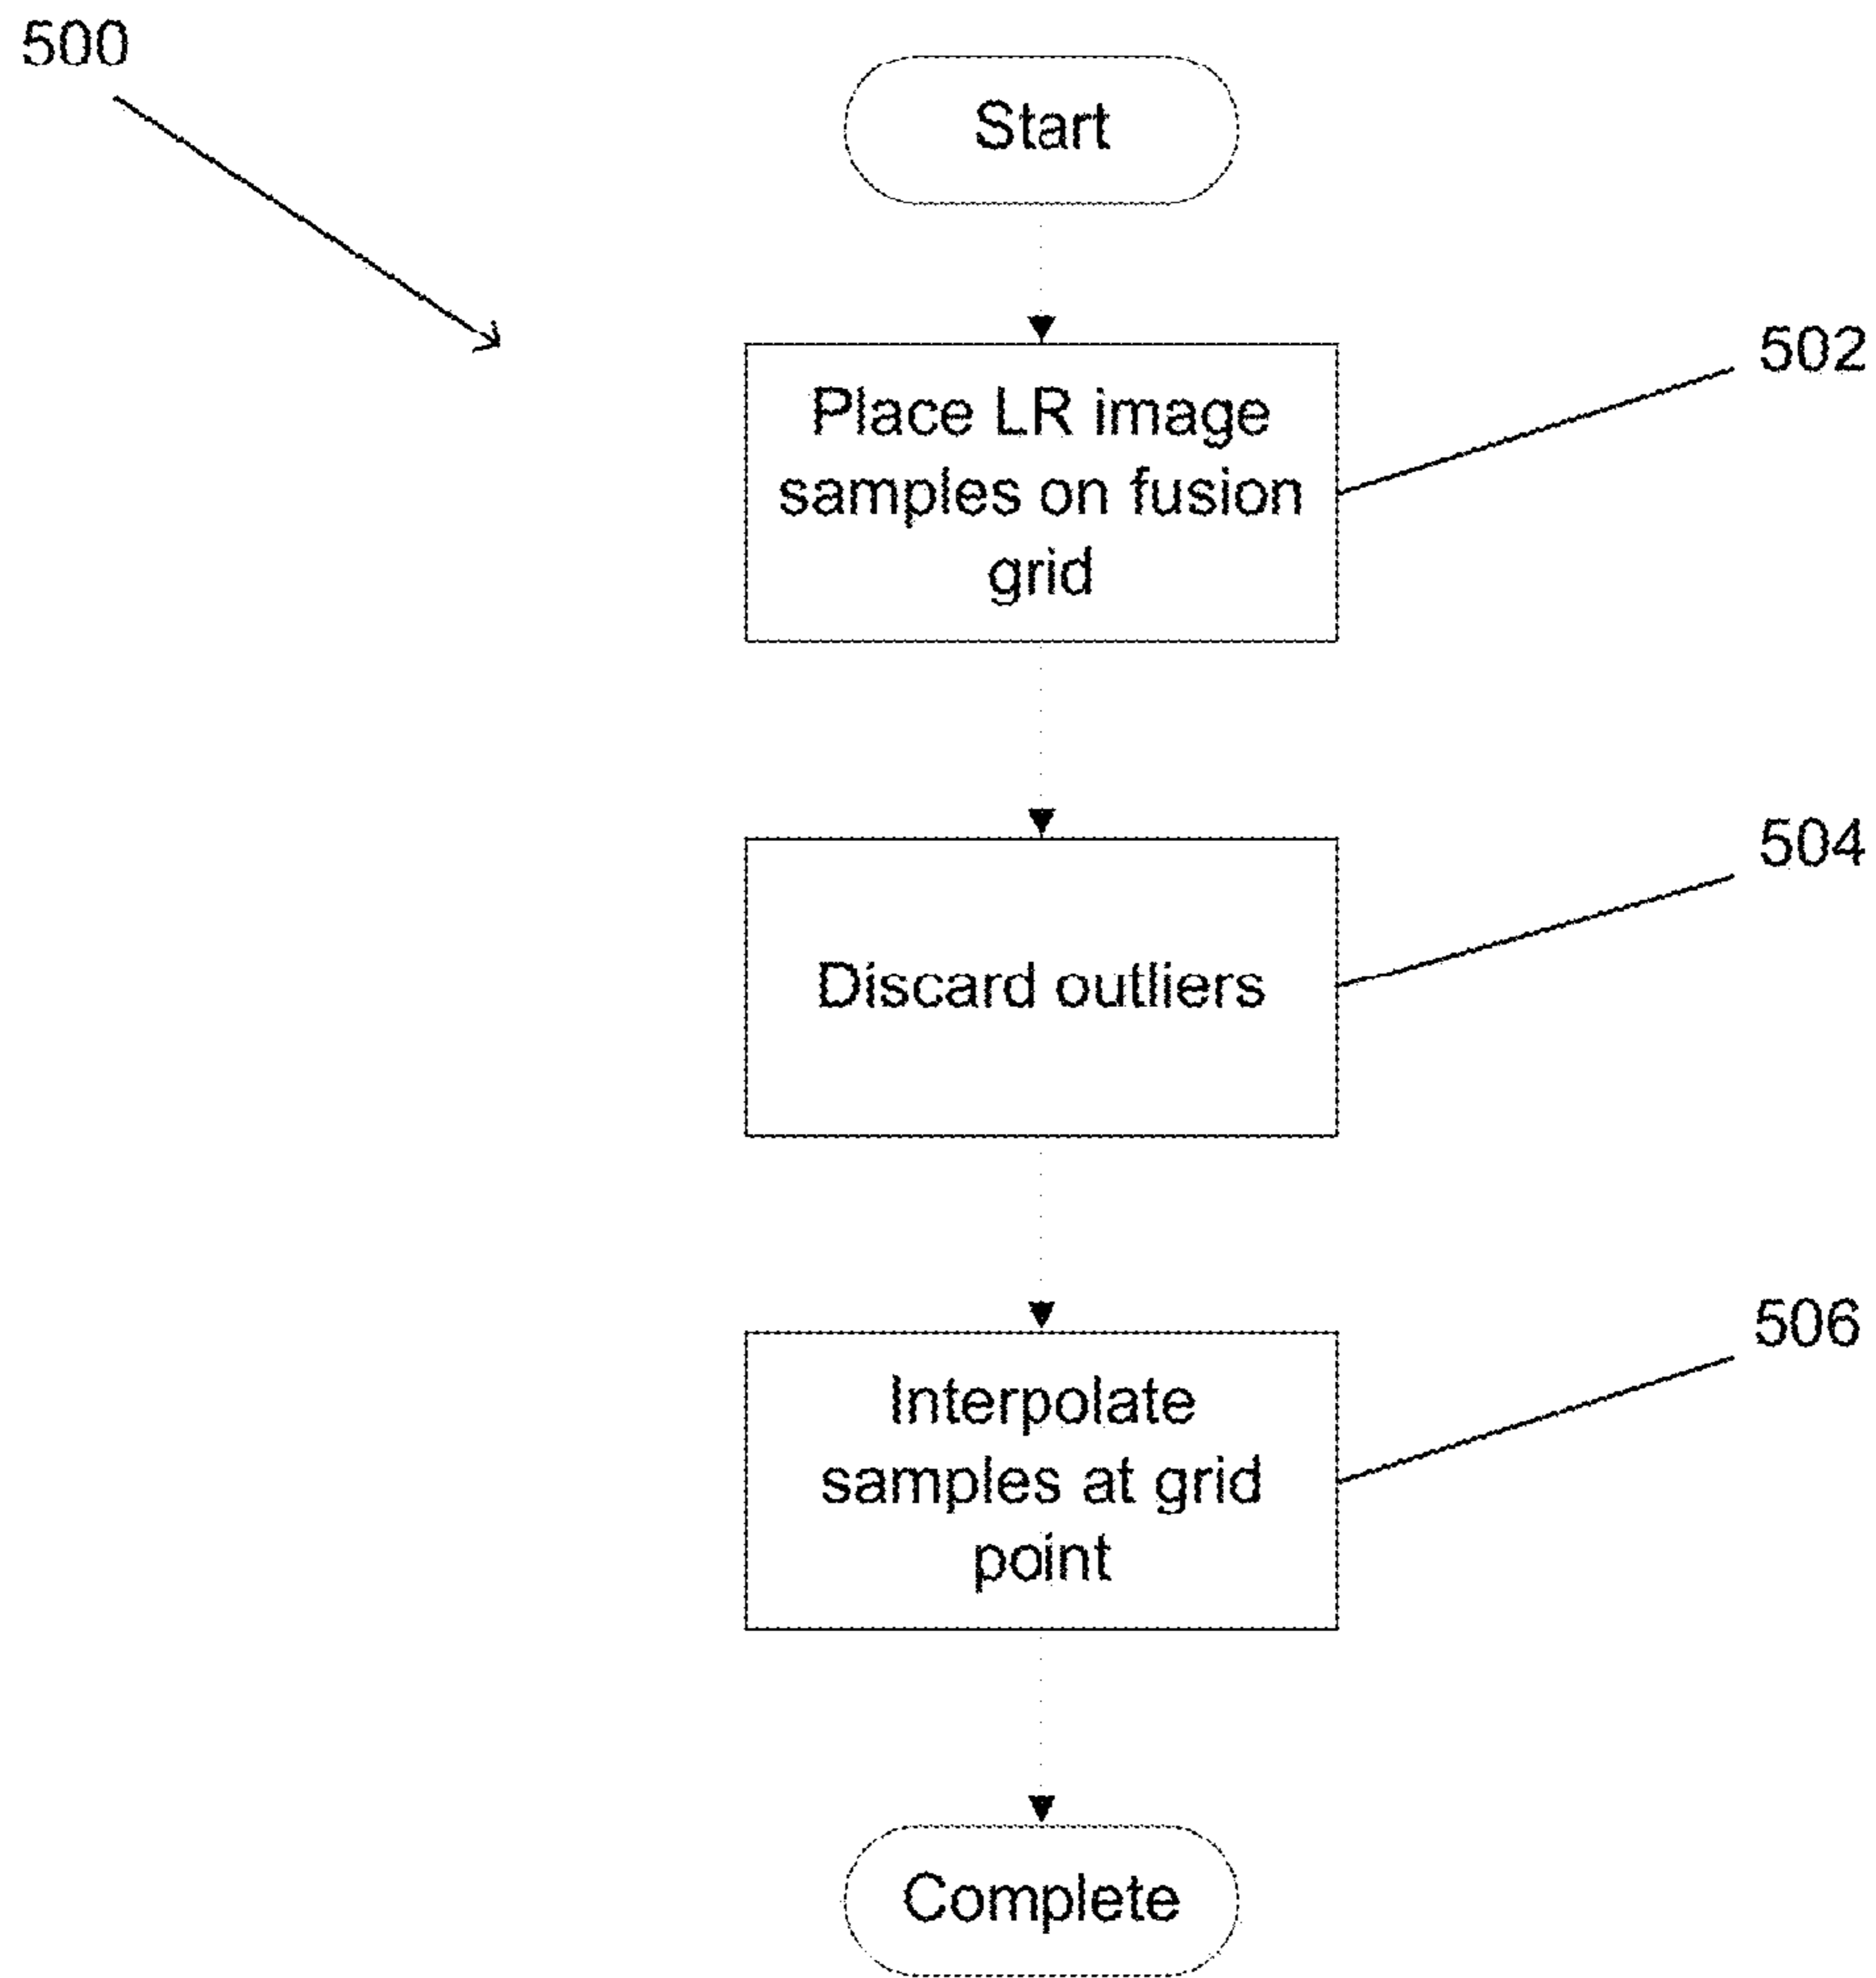 500
Start
502
Place LR image
samples on fusion
grid
504
Discard outliers
506
Interpolate
samples at grid
point
Complete